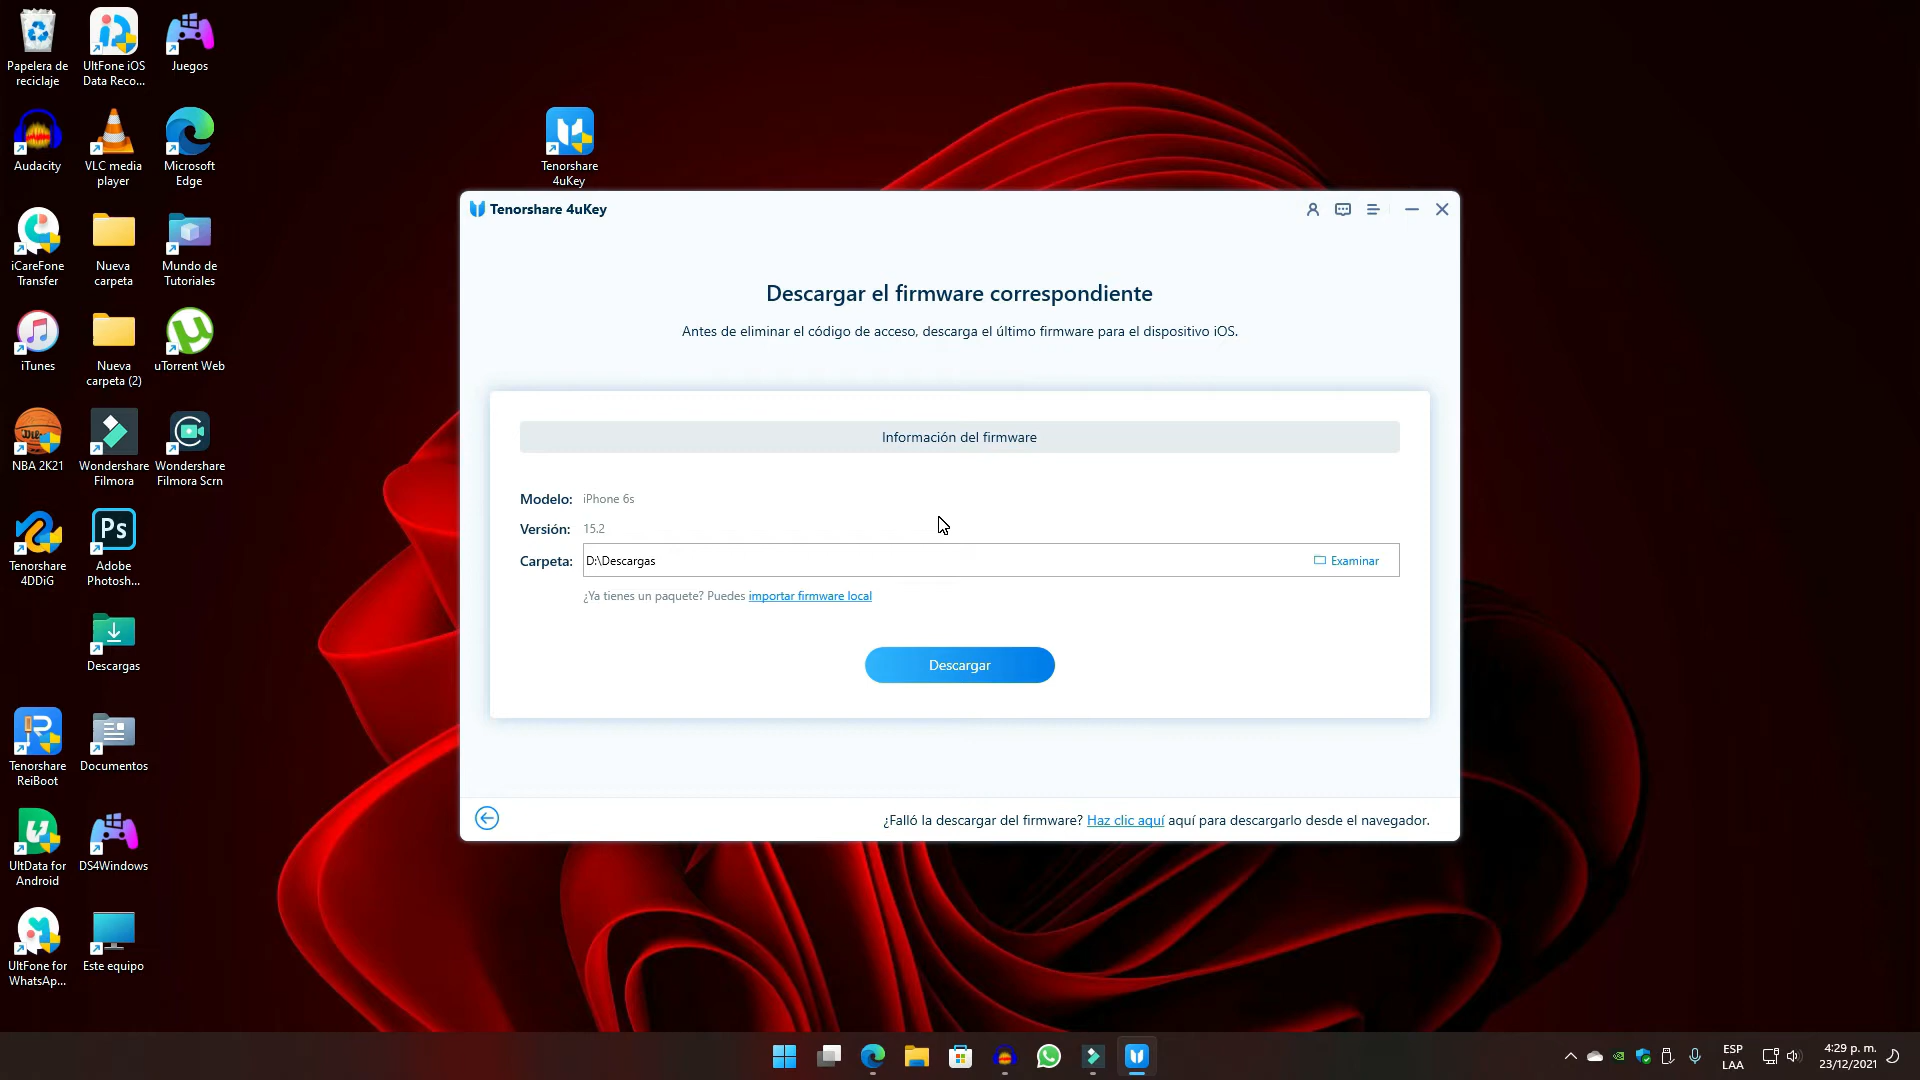 Papelera de
reciclaje
UltFone iOS
Data Reco...
Juegos
Audacity
VLC media
player
Microsoft
Edge
Tenorshare
4uKey
iCareFone
Transfer
Nueva
carpeta
Mundo de
Tutoriales
iTunes
Nueva
carpeta (2)
uTorrent Web
NBA 2K21
Wondershare
Filmora
Wondershare
Filmora Scrn
Tenorshare
4DDiG
Ps
Adobe
Photosh...
Descargas
Tenorshare
ReiBoot
Documentos
UltData for
Android
DS4Windows
UltFone for
WhatsAp...
Este equipo
Tenorshare 4uKey
Descargar el firmware correspondiente
Antes de eliminar el código de acceso, descarga el último firmware para el dispositivo iOS.
Información del firmware
Modelo: iPhone 6s
Versión: 15.2
Carpeta: D:\Descargas Examinar
¿Ya tienes un paquete? Puedes importar firmware local
Descargar
¿Falló la descargar del firmware? Haz clic aquí aquí para descargarlo desde el navegador.
ESP
LAA
4:29 p. m.
23/12/2021